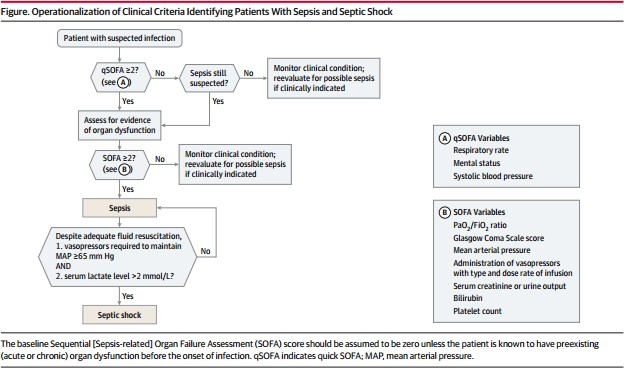 Figure. Operationalization of Clinical Criteria Identifying Patients With Sepsis and Septic Shock
Patient with suspected infection
qSOFA ≥2?
(see A)
No
Sepsis still
suspected?
No
Monitor clinical condition;
reevaluate for possible sepsis
if clinically indicated
Yes
Yes
Assess for evidence
of organ dysfunction
SOFA ≥2?
(see B)
No
Monitor clinical condition;
reevaluate for possible sepsis
if clinically indicated
Yes
Sepsis
Despite adequate fluid resuscitation,
1. vasopressors required to maintain
MAP ≥65 mm Hg
AND
2. serum lactate level >2 mmol/L?
No
Yes
Septic shock
A qSOFA Variables
Respiratory rate
Mental status
Systolic blood pressure
B SOFA Variables
PaO2/FiO2 ratio
Glasgow Coma Scale score
Mean arterial pressure
Administration of vasopressors
with type and dose rate of infusion
Serum creatinine or urine output
Bilirubin
Platelet count
The baseline Sequential [Sepsis-related] Organ Failure Assessment (SOFA) score should be assumed to be zero unless the patient is known to have preexisting
(acute or chronic) organ dysfunction before the onset of infection. qSOFA indicates quick SOFA; MAP, mean arterial pressure.